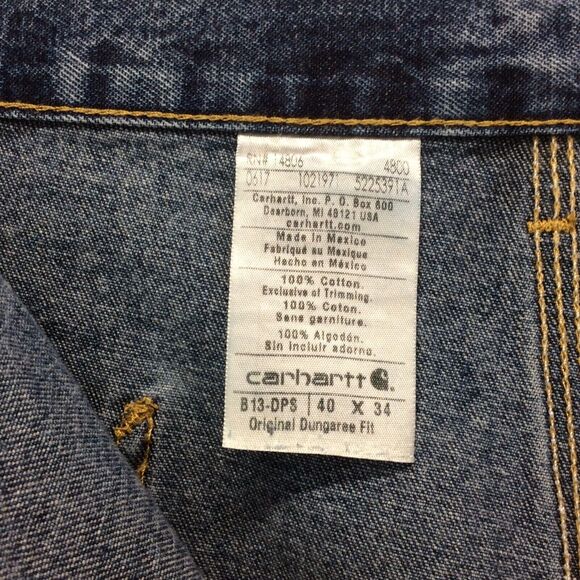 RN# 14806 4800
0617 1021971 5225391A
Carhartt, Inc. P. O. Box 600
Dearborn, MI 48121 USA
carhartt.com
Made in Mexico
Fabriqué au Mexique
Hecho en México
100% Cotton.
Exclusive of Trimming.
100% Coton.
Sans garniture.
100% Algodón.
Sin incluir adorno.
carhartt
B13-DPS 40 X 34
Original Dungaree Fit